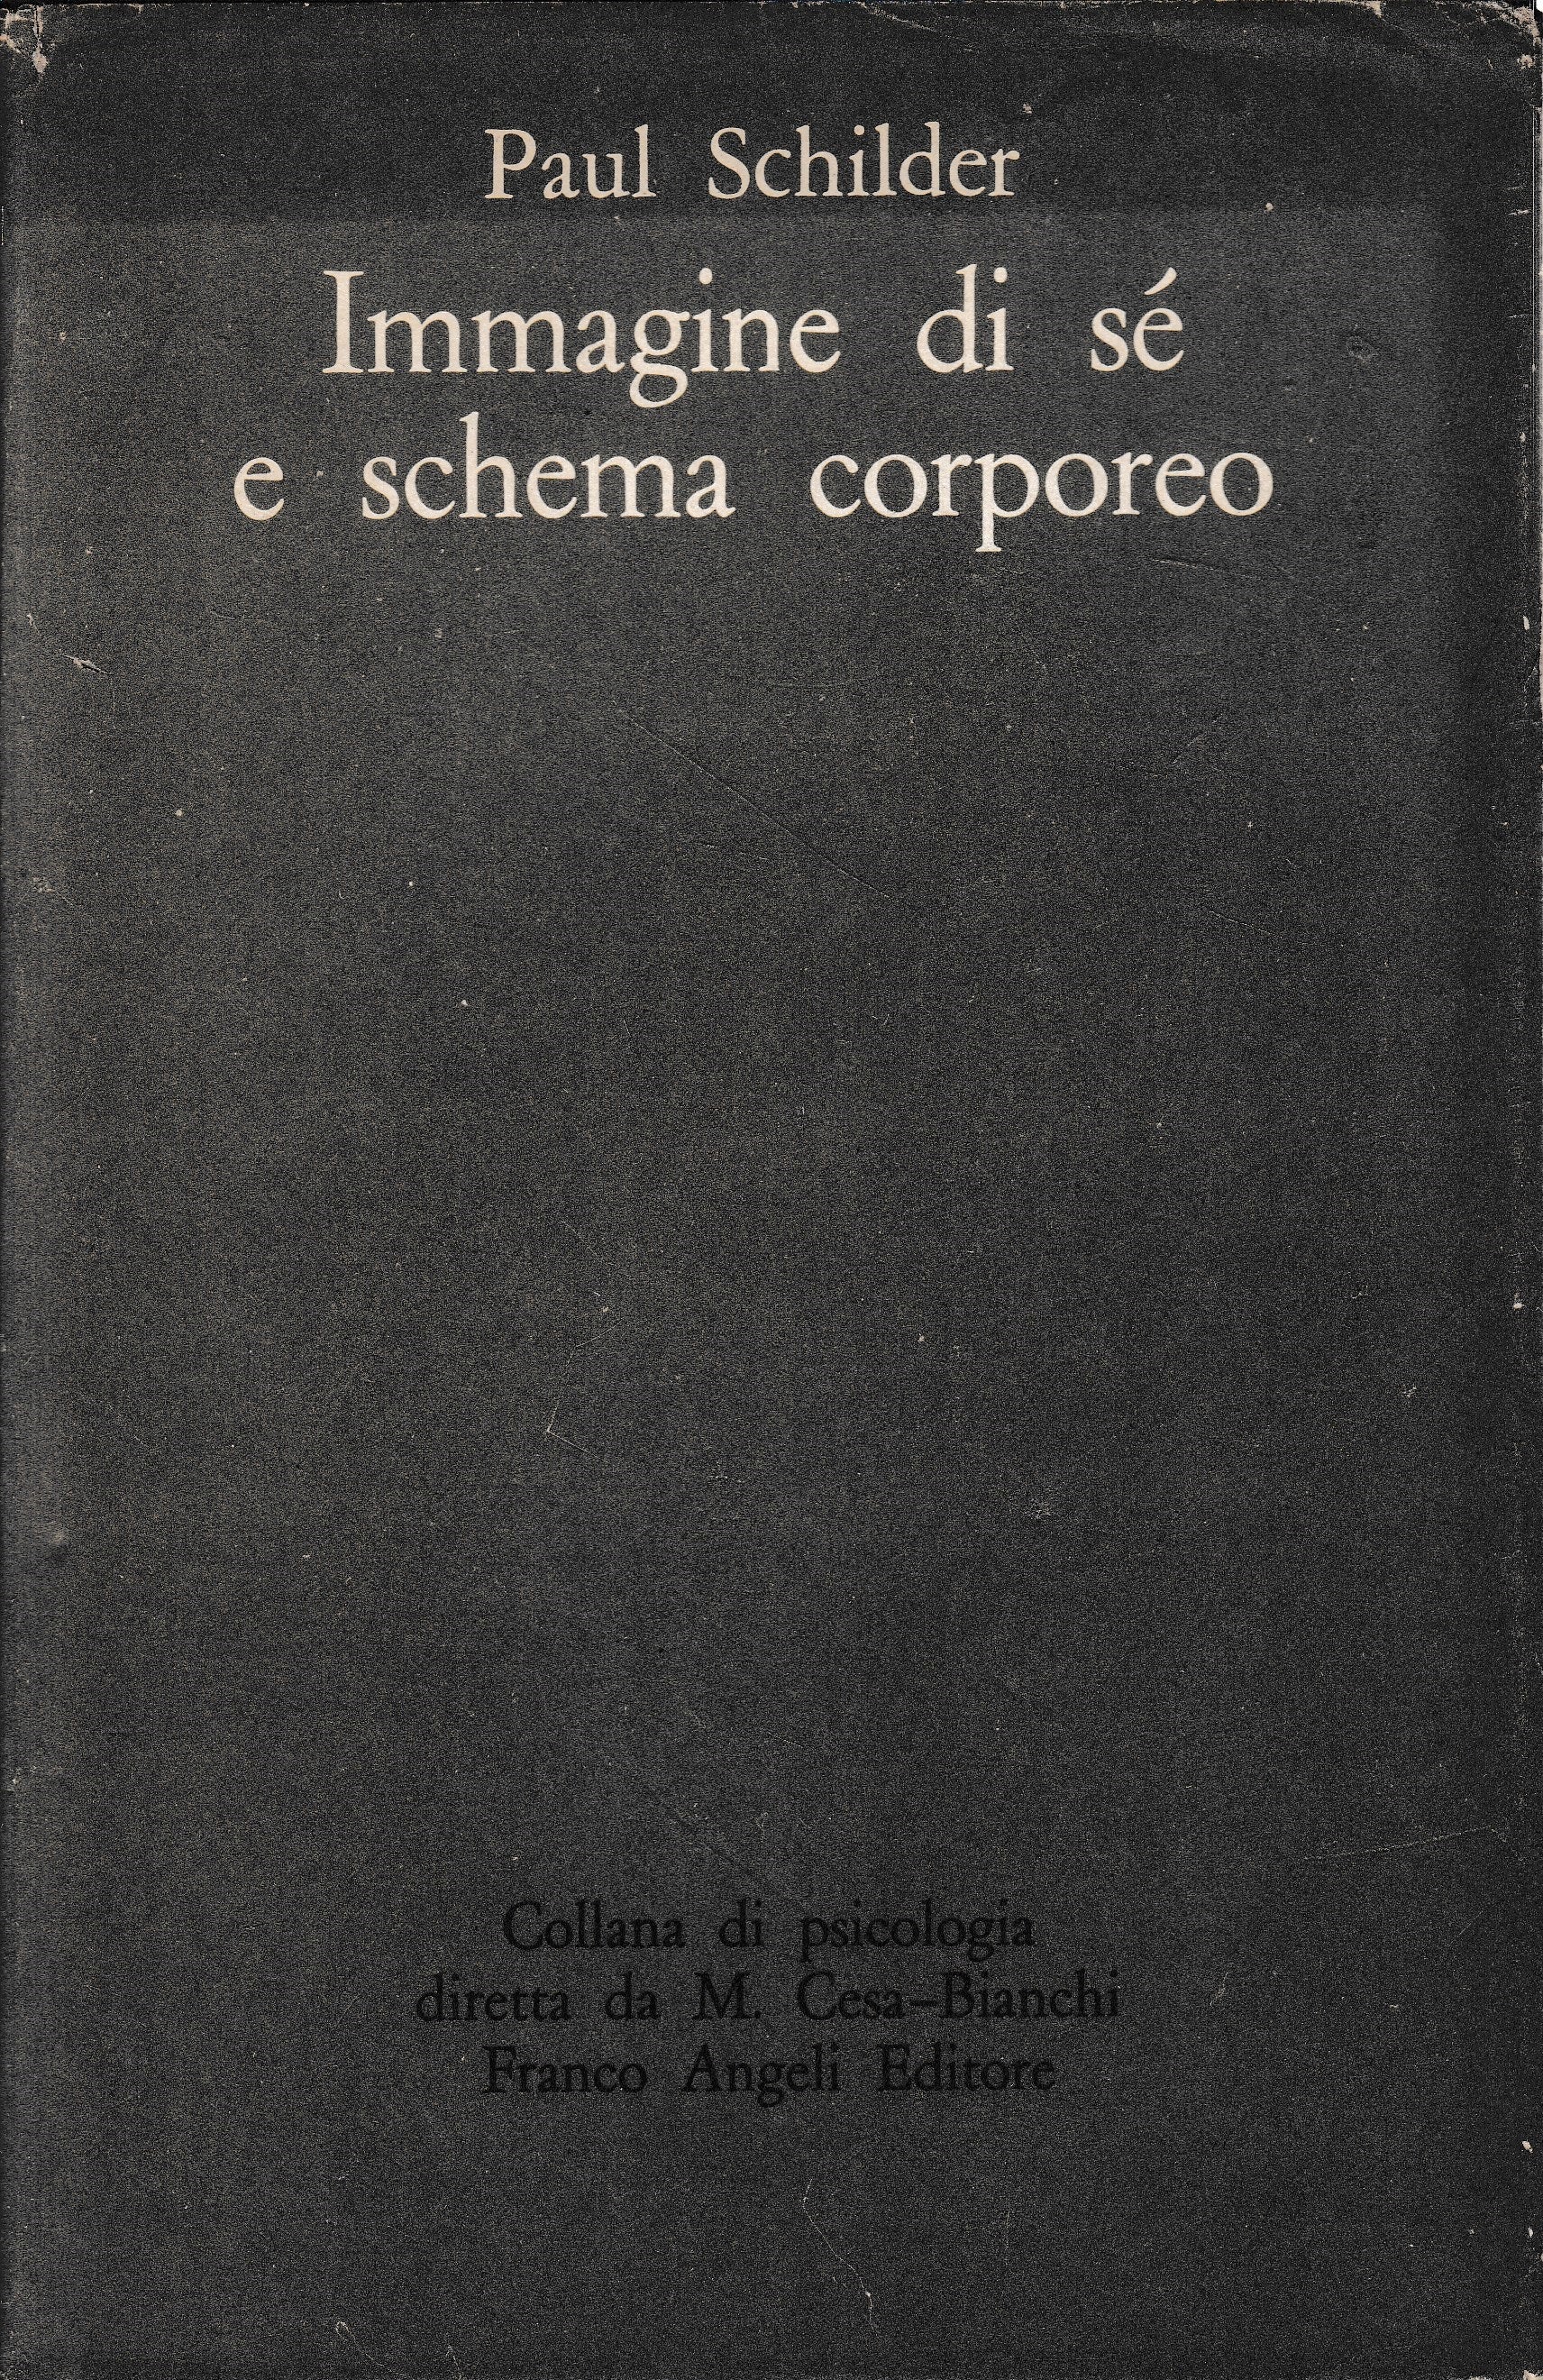 Paul Schilder
Immagine di sé
e schema corporeo
Collana di psicologia
diretta da M. Cesa-Bianchi
Franco Angeli Editore